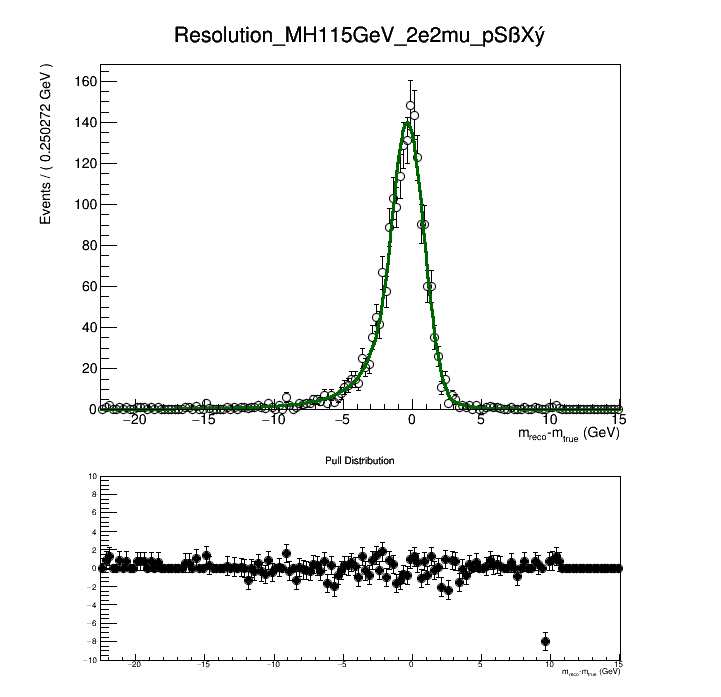 Resolution_MH115GeV_2e2mu_pSßXý
Events / ( 0.250272 GeV )
160
140
120
100
80
60
40
20
0
−20 −15 −10 −5 0 5 10 15
m_reco-m_true (GeV)
Pull Distribution
10
8
6
4
2
0
−2
−4
−6
−8
−10
−20 −15 −10 −5 0 5 10 15
m_reco-m_true (GeV)